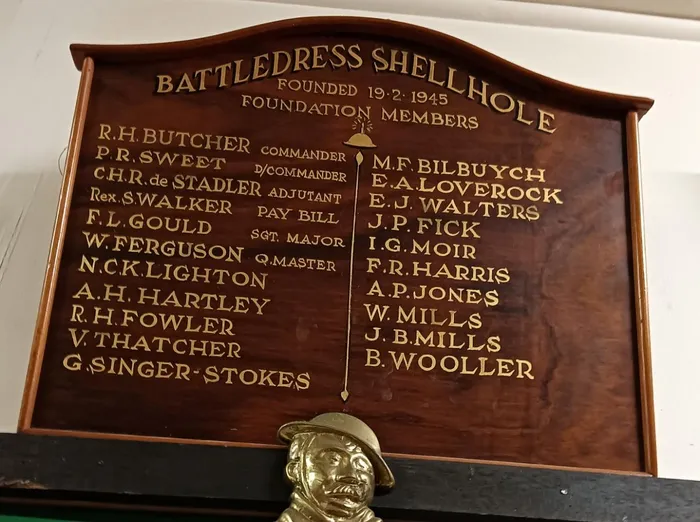 BATTLEDRESS SHELLHOLE
FOUNDED 19·2·1945
FOUNDATION MEMBERS
R.H.BUTCHER COMMANDER
P.R.SWEET D/COMMANDER
C.H.R. de STADLER ADJUTANT
Rex.S.WALKER PAY BILL
F.L.GOULD SGT. MAJOR
W.FERGUSON Q.MASTER
N.C.K.LIGHTON
A.H.HARTLEY
R.H.FOWLER
V.THATCHER
G.SINGER-STOKES
M.F.BILBUYCH
E.A.LOVEROCK
E.J.WALTERS
J.P.FICK
I.G.MOIR
F.R.HARRIS
A.P.JONES
W.MILLS
J.B.MILLS
B.WOOLLER